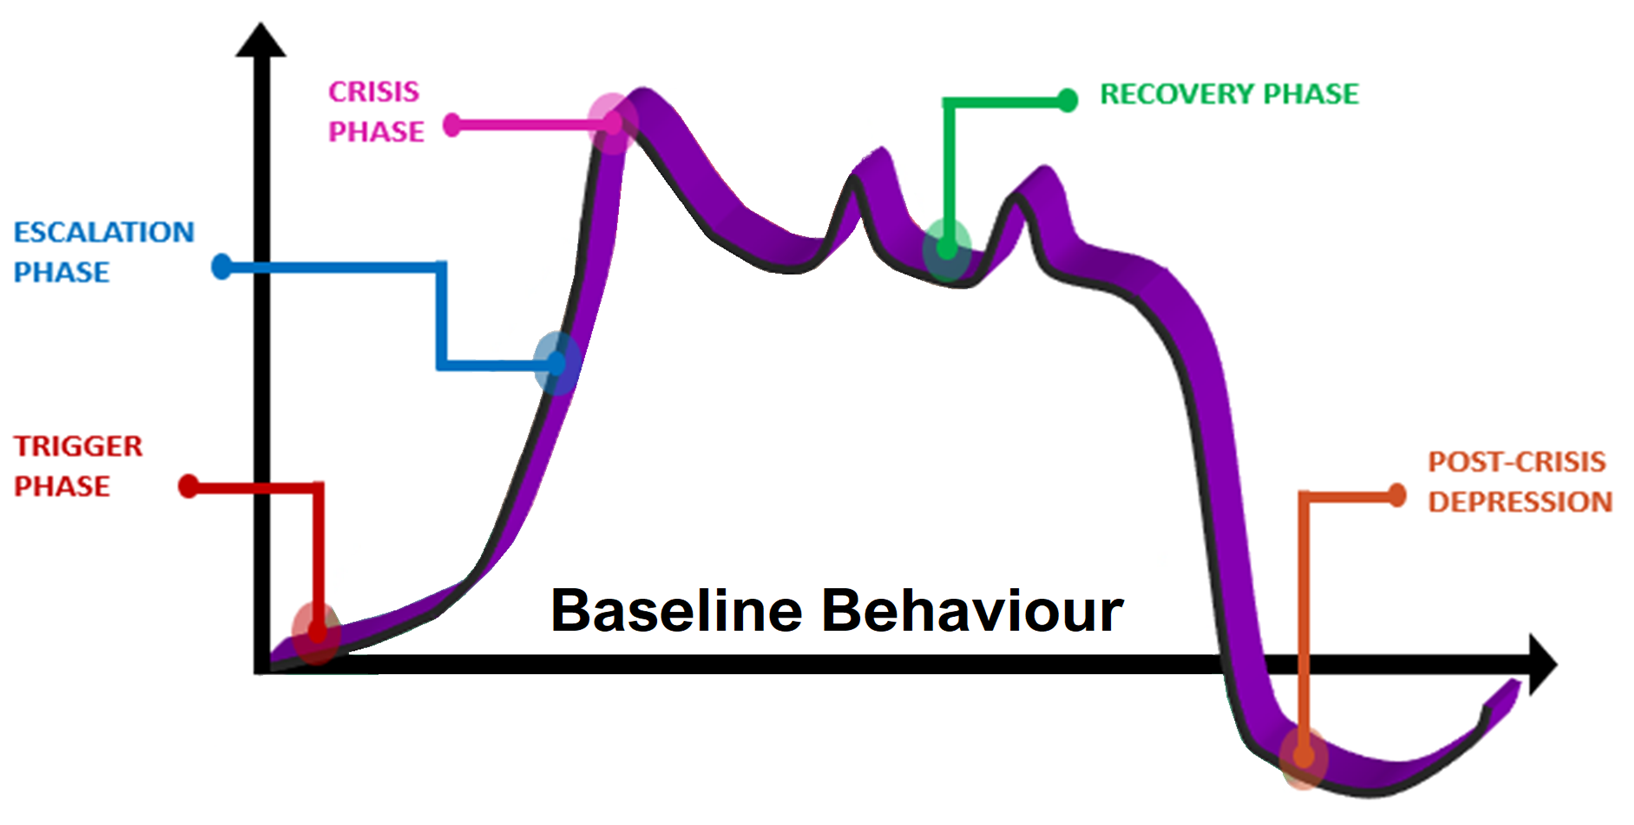 CRISIS
PHASE
RECOVERY PHASE
ESCALATION
PHASE
TRIGGER
PHASE
POST-CRISIS
DEPRESSION
Baseline Behaviour